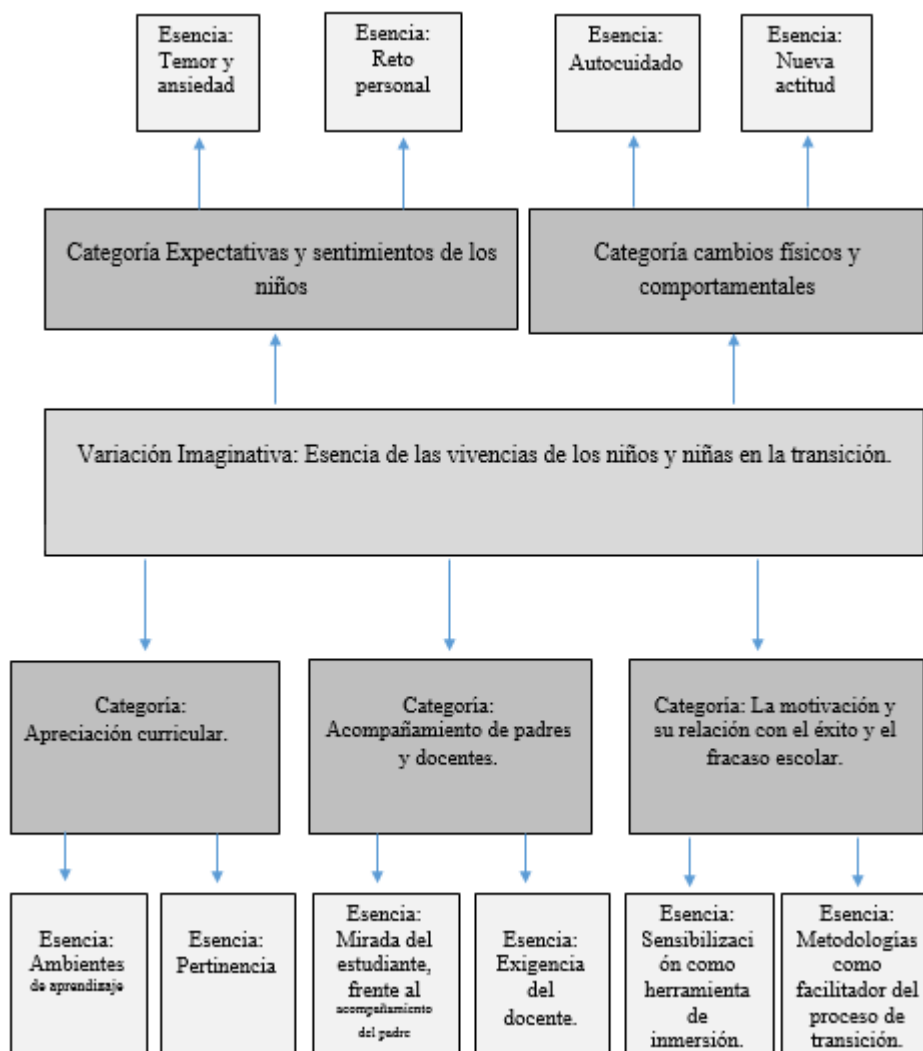 Esencia:
Temor y
ansiedad
Esencia:
Reto
personal
Esencia:
Autocuidado
Esencia:
Nueva
actitud
Categoría Expectativas y sentimientos de los
niños
Categoría cambios físicos y
comportamentales
Variación Imaginativa: Esencia de las vivencias de los niños y niñas en la transición.
Categoría:
Apreciación curricular.
Categoría:
Acompañamiento de padres
y docentes.
Categoría: La motivación y
su relación con el éxito y el
fracaso escolar.
Esencia:
Ambientes
de aprendizaje
Esencia:
Pertinencia
Esencia:
Mirada del
estudiante,
frente al
acompañamiento
del padre
Esencia:
Exigencia
del
docente.
Esencia:
Sensibilizaci
ón como
herramienta
de
inmersión.
Esencia:
Metodologías
como
facilitador del
proceso de
transición.